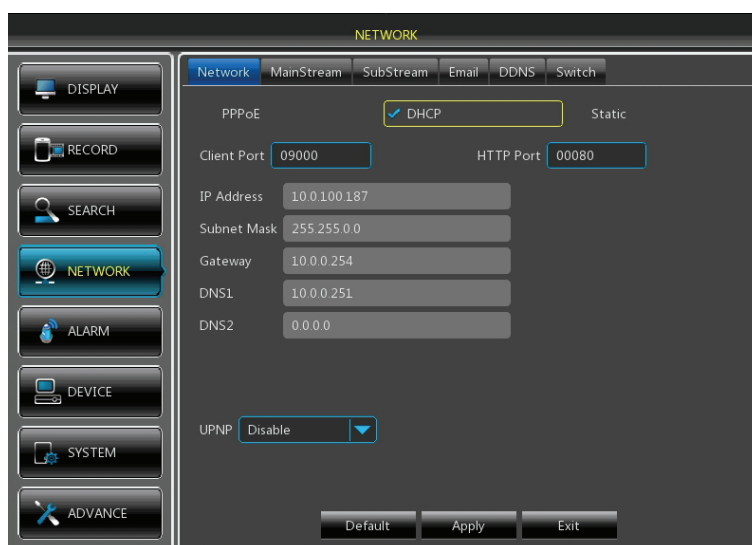 NETWORK
DISPLAY
RECORD
SEARCH
NETWORK
ALARM
DEVICE
SYSTEM
ADVANCE
Network MainStream SubStream Email DDNS Switch
PPPoE DHCP Static
Client Port 09000 HTTP Port 00080
IP Address 10.0.100.187
Subnet Mask 255.255.0.0
Gateway 10.0.0.254
DNS1 10.0.0.251
DNS2 0.0.0.0
UPNP Disable
Default Apply Exit